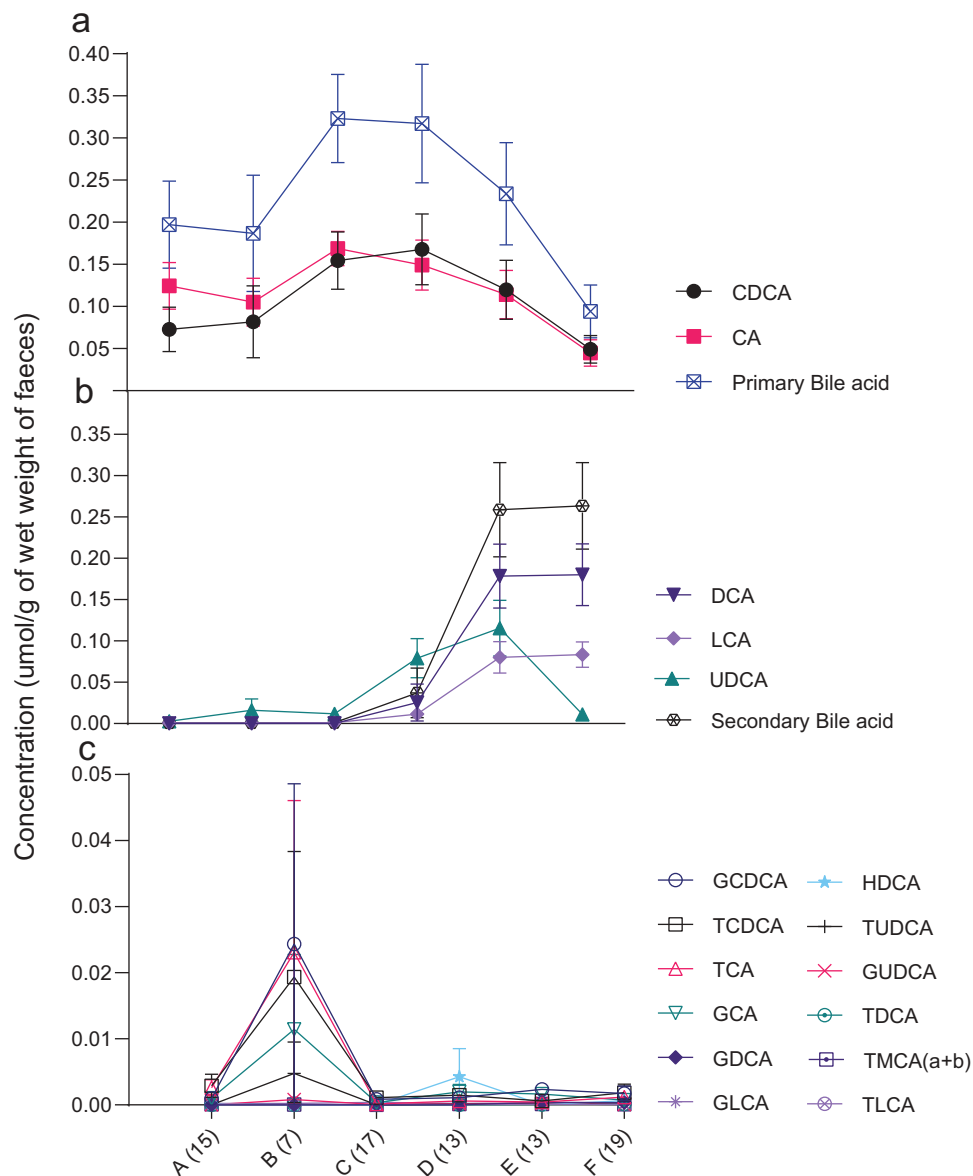 a
0.40
0.35
0.30
0.25
0.20
0.15
0.10
0.05
CDCA
CA
Primary Bile acid
b
0.35
0.30
0.25
0.20
0.15
0.10
0.05
0.00
DCA
LCA
UDCA
Secondary Bile acid
c
0.05
0.04
0.03
0.02
0.01
0.00
GCDCA
TCDCA
TCA
GCA
GDCA
GLCA
HDCA
TUDCA
GUDCA
TDCA
TMCA(a+b)
TLCA
A (15)
B (7)
C (17)
D (13)
E (13)
F (19)
Concentration (umol/g of wet weight of faeces)